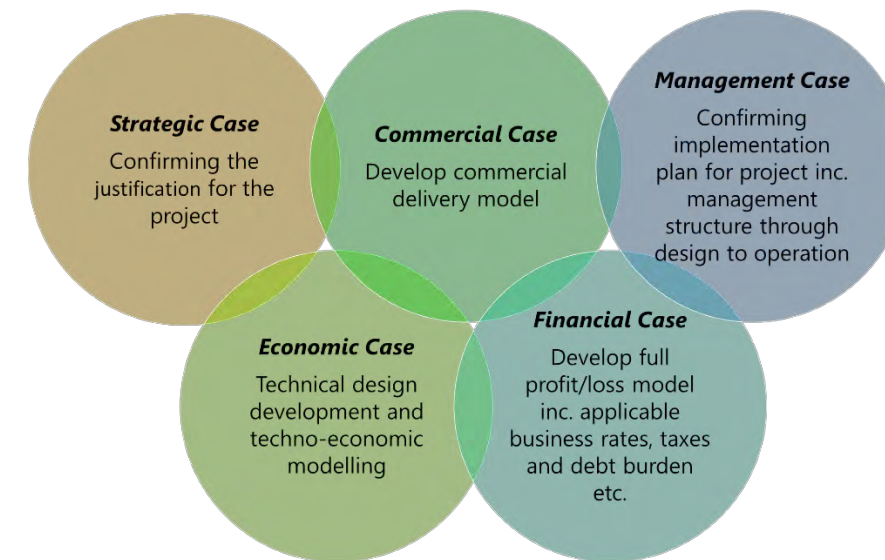 Strategic Case
Confirming the
justification for the
project
Commercial Case
Develop commercial
delivery model
Management Case
Confirming
implementation
plan for project inc.
management
structure through
design to operation
Economic Case
Technical design
development and
techno-economic
modelling
Financial Case
Develop full
profit/loss model
inc. applicable
business rates, taxes
and debt burden
etc.